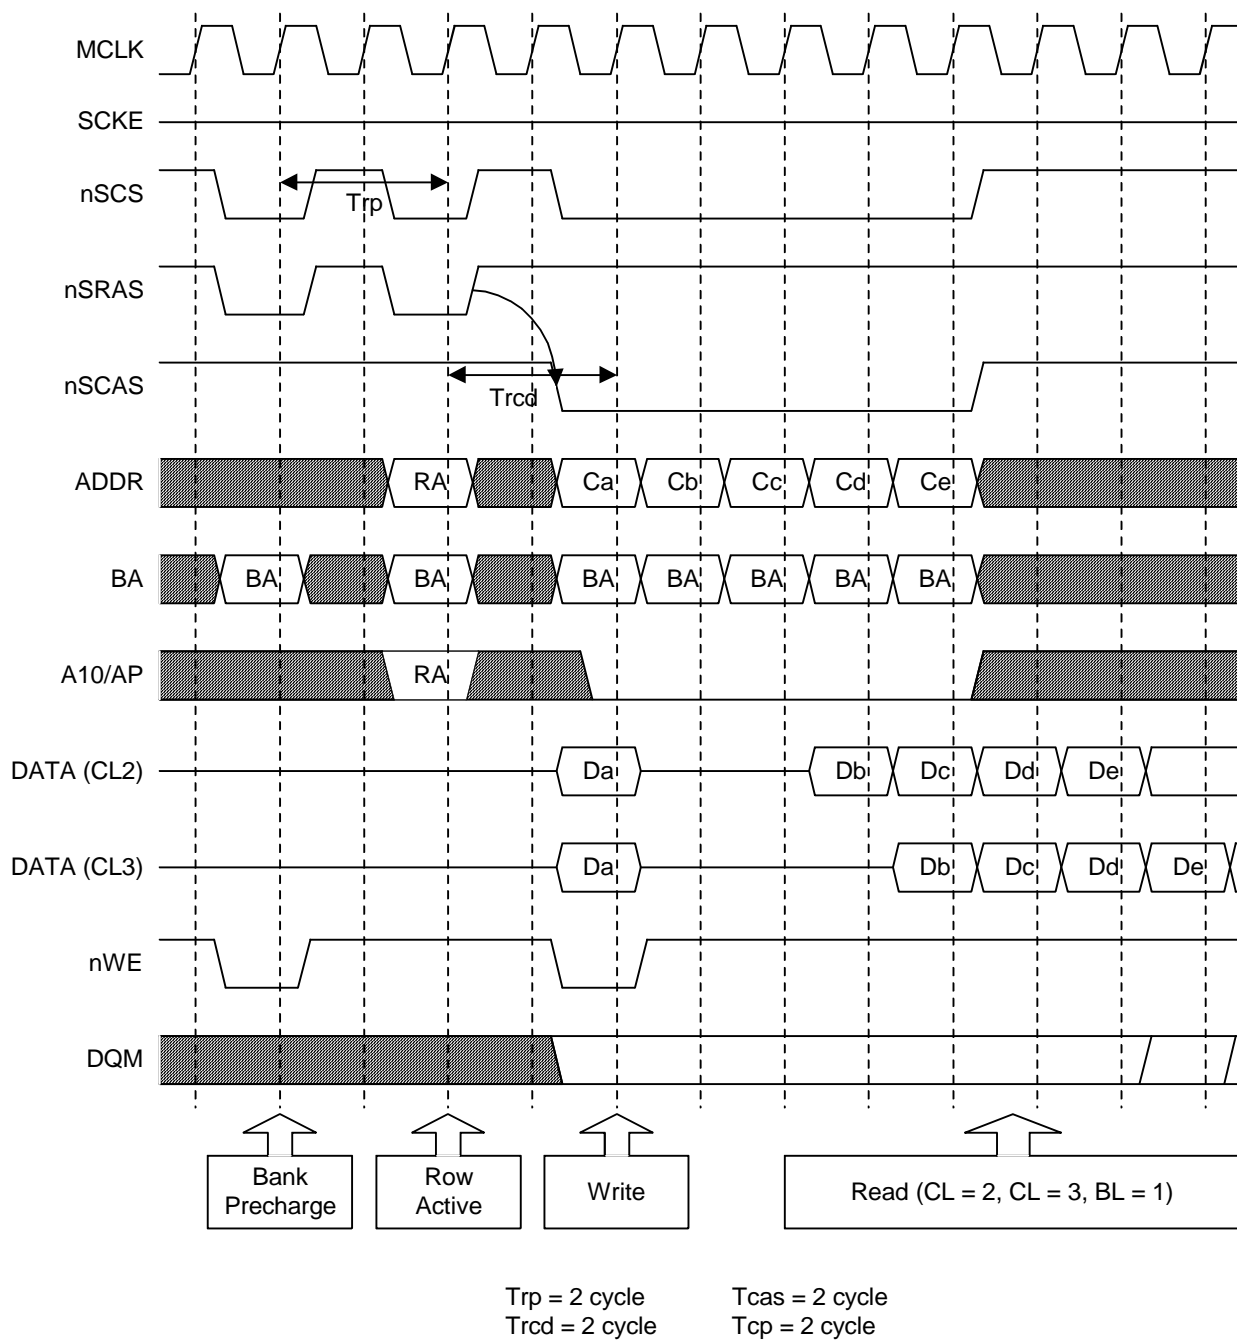 MCLK
SCKE
nSCS
Trp
nSRAS
nSCAS
Trcd
ADDR RA Ca Cb Cc Cd Ce
BA BA BA BA BA BA BA BA
A10/AP RA
DATA (CL2) Da Db Dc Dd De
DATA (CL3) Da Db Dc Dd De
nWE
DQM
Bank
Precharge
Row
Active
Write
Read (CL = 2, CL = 3, BL = 1)
Trp = 2 cycle Tcas = 2 cycle
Trcd = 2 cycle Tcp = 2 cycle